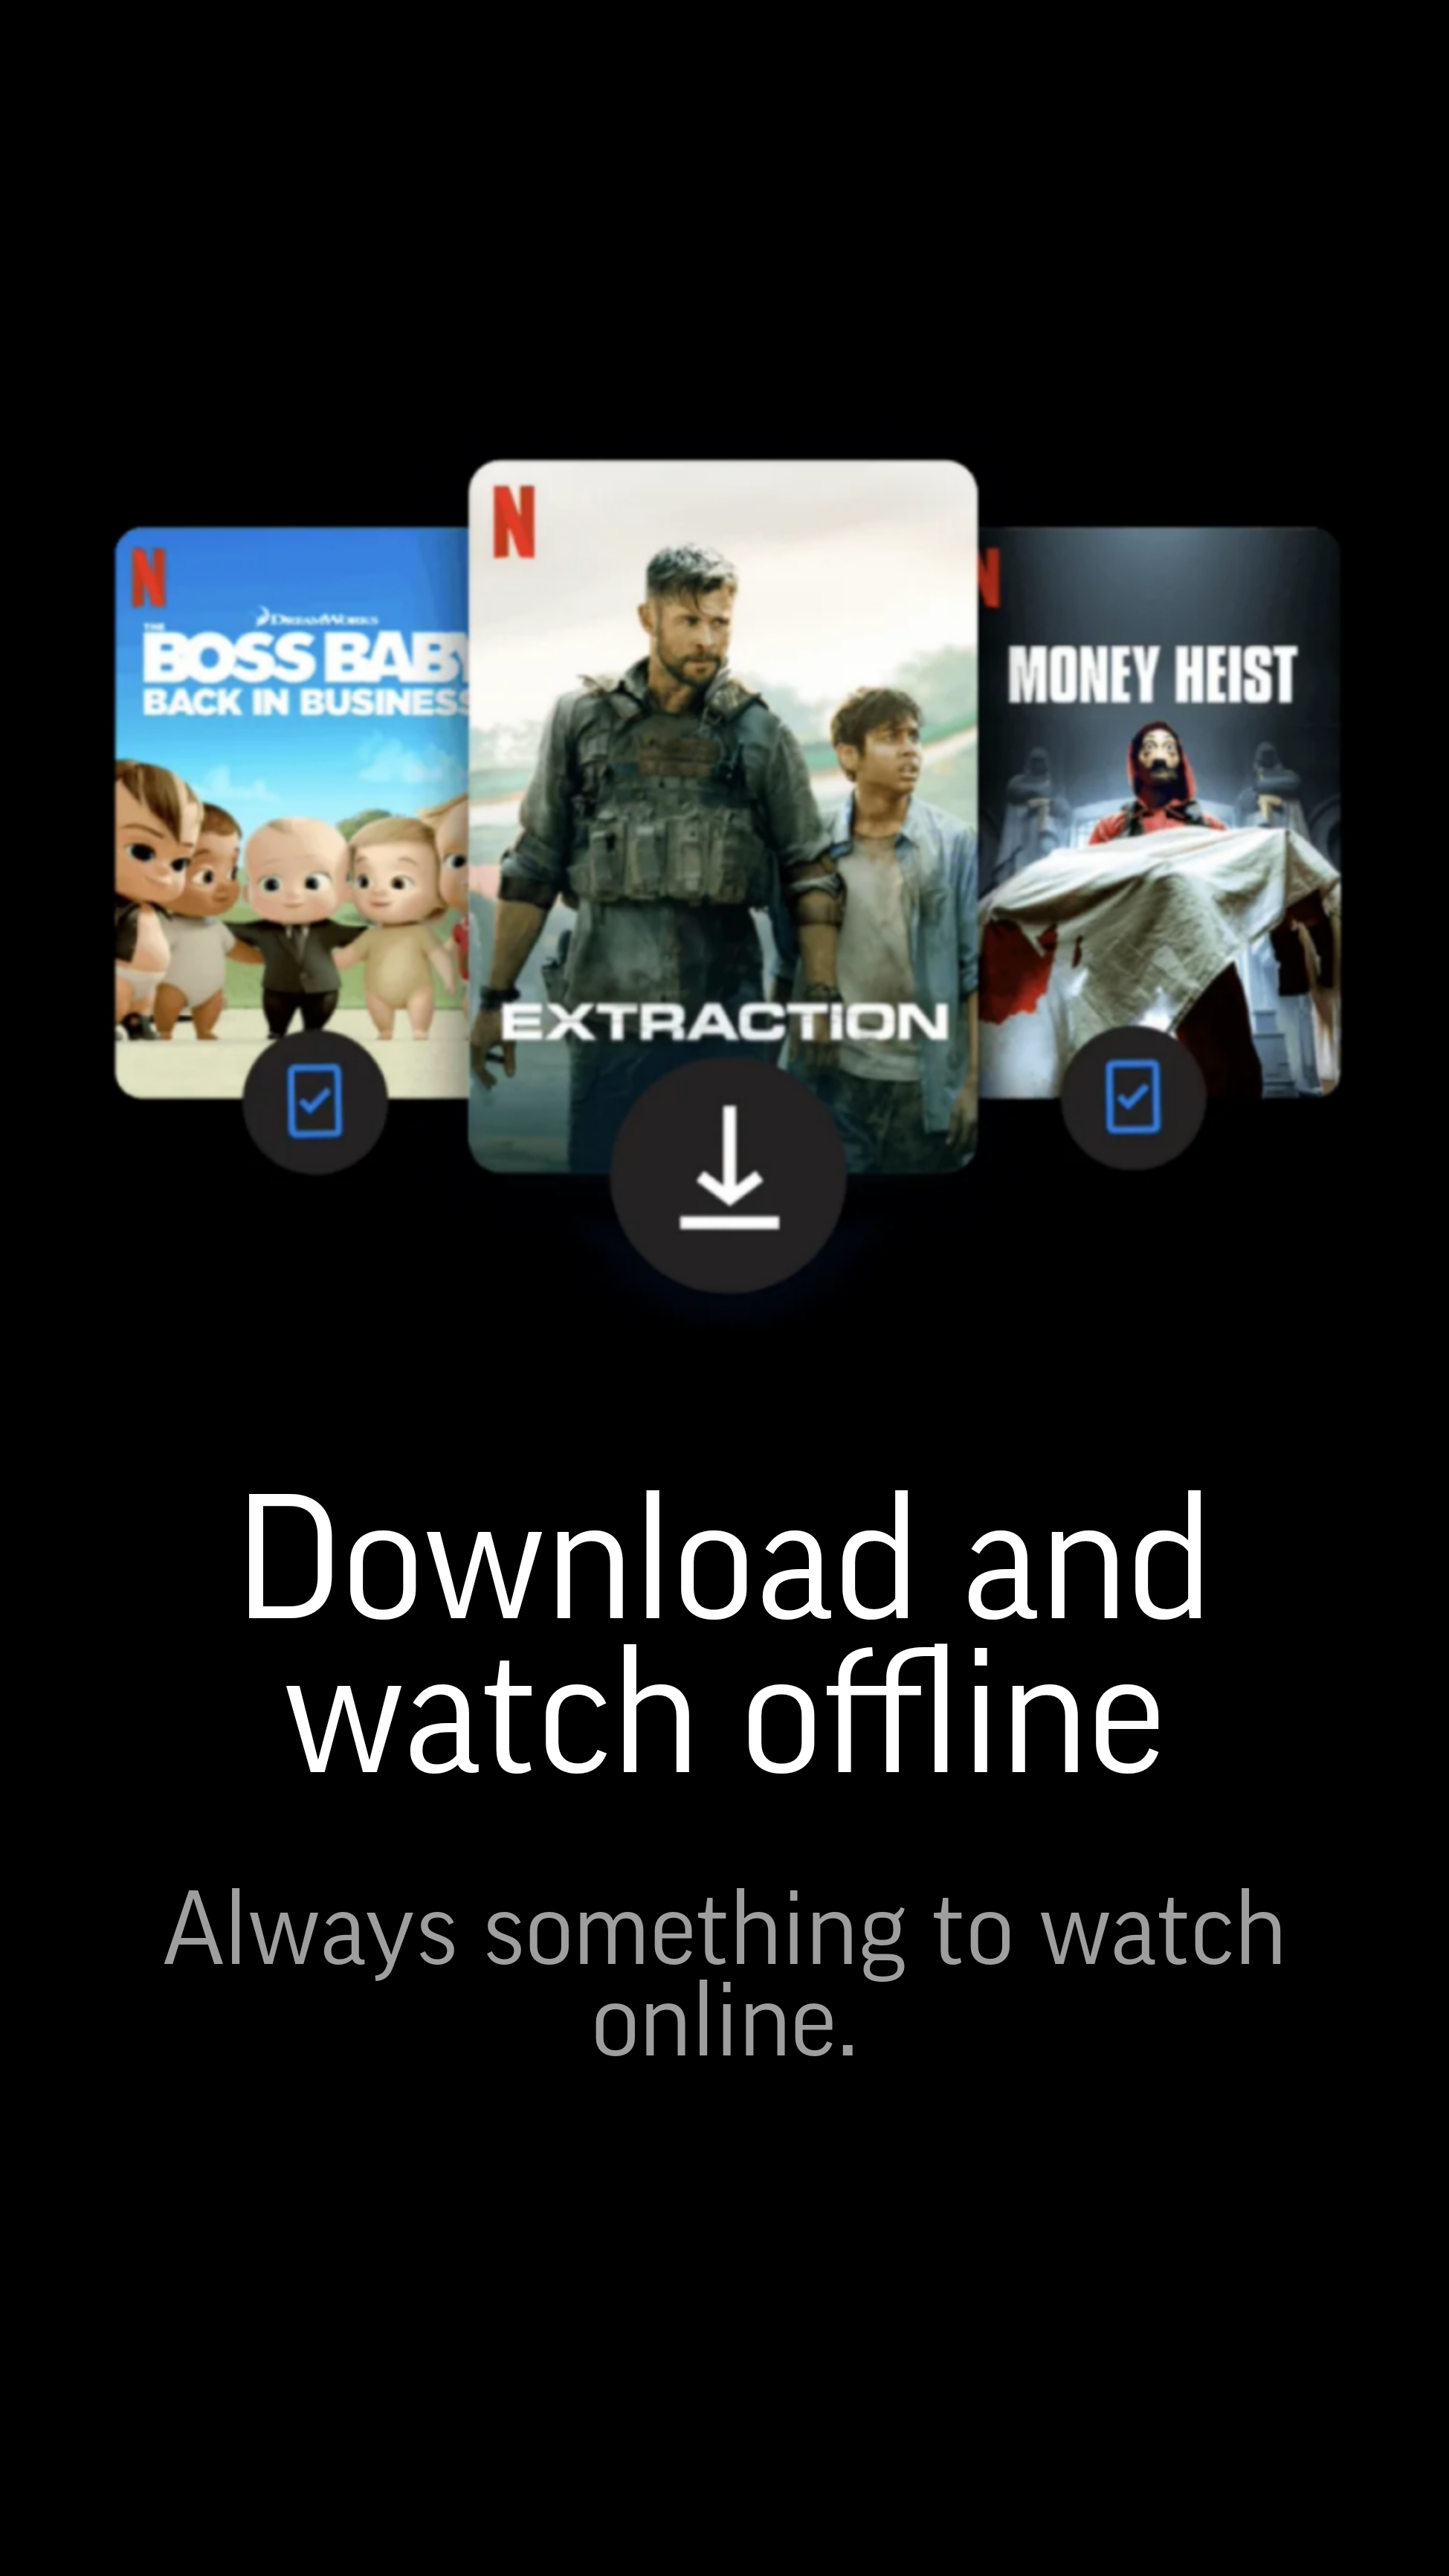 N
N
N
DREAMWORKS
THE
BOSS BABY
BACK IN BUSINESS
MONEY HEIST
EXTRACTION
Download and
watch offline
Always something to watch
online.